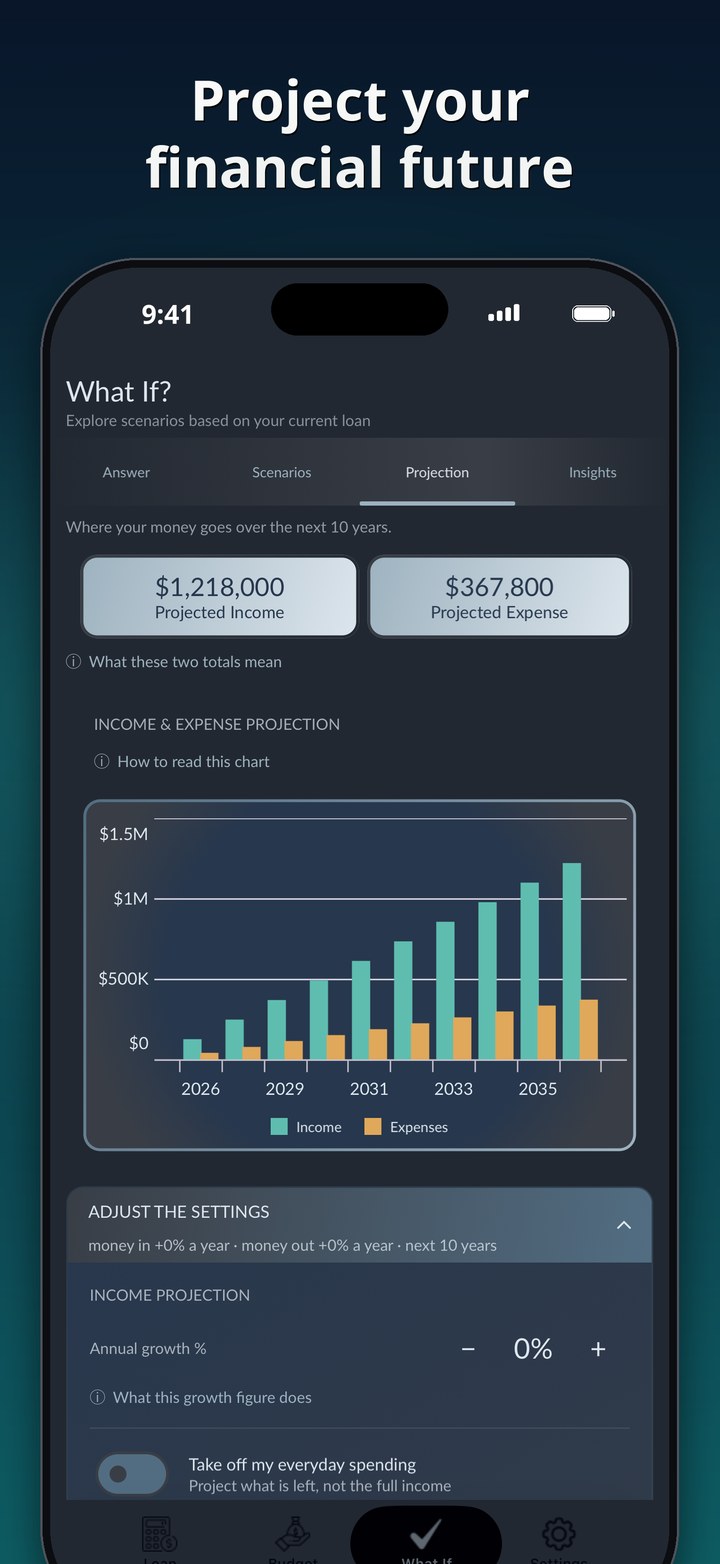 Project your
financial future
9:41
What If?
Explore scenarios based on your current loan
Answer Scenarios Projection Insights
Where your money goes over the next 10 years.
$1,218,000 $367,800
Projected Income Projected Expense
ⓘ What these two totals mean
INCOME & EXPENSE PROJECTION
ⓘ How to read this chart
$1.5M
$1M
$500K
$0
2026 2029 2031 2033 2035
Income Expenses
ADJUST THE SETTINGS
money in +0% a year · money out +0% a year · next 10 years
INCOME PROJECTION
Annual growth % − 0% +
ⓘ What this growth figure does
Take off my everyday spending
Project what is left, not the full income
Loan Budget What If Settings